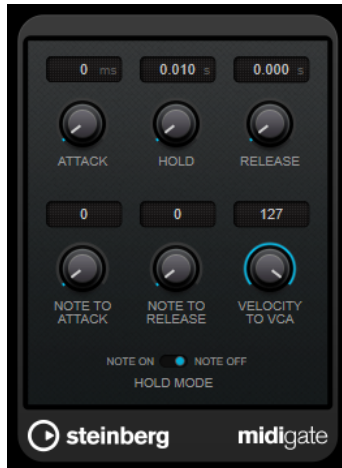 0 ms 0.010 s 0.000 s
ATTACK HOLD RELEASE
0 0 127
NOTE TO ATTACK NOTE TO RELEASE VELOCITY TO VCA
NOTE ON NOTE OFF
HOLD MODE
steinberg midigate